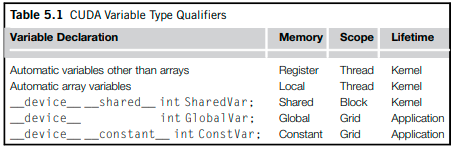 Table 5.1 CUDA Variable Type Qualifiers
Variable Declaration Memory Scope Lifetime
Automatic variables other than arrays Register Thread Kernel
Automatic array variables Local Thread Kernel
__device__ __shared__ int SharedVar; Shared Block Kernel
__device__ int GlobalVar; Global Grid Application
__device__ __constant__ int ConstVar; Constant Grid Application